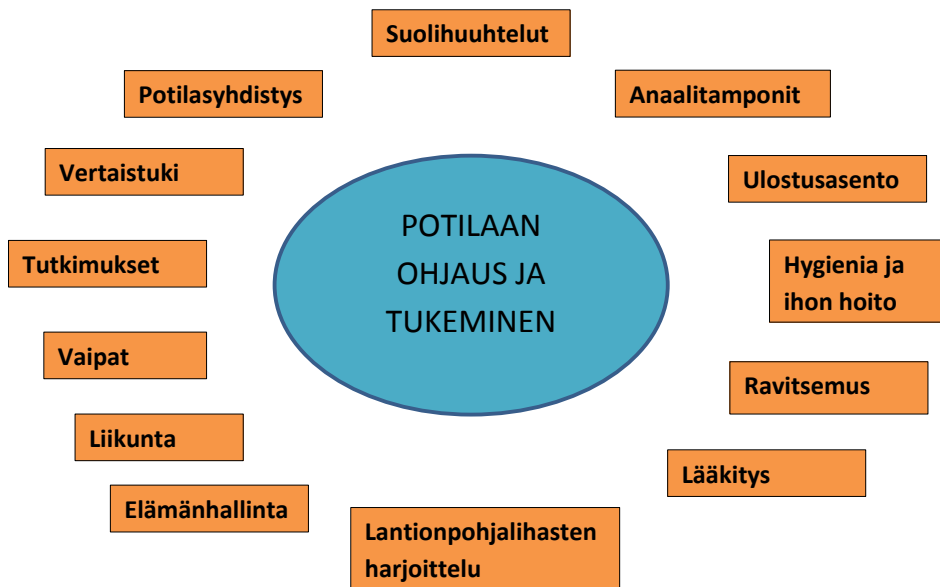 Suolihuuhtelut
Potilasyhdistys
Anaalitamponit
Vertaistuki
Ulostusasento
POTILAAN
OHJAUS JA
TUKEMINEN
Tutkimukset
Hygienia ja
ihon hoito
Vaipat
Ravitsemus
Liikunta
Lääkitys
Elämänhallinta
Lantionpohjalihasten
harjoittelu